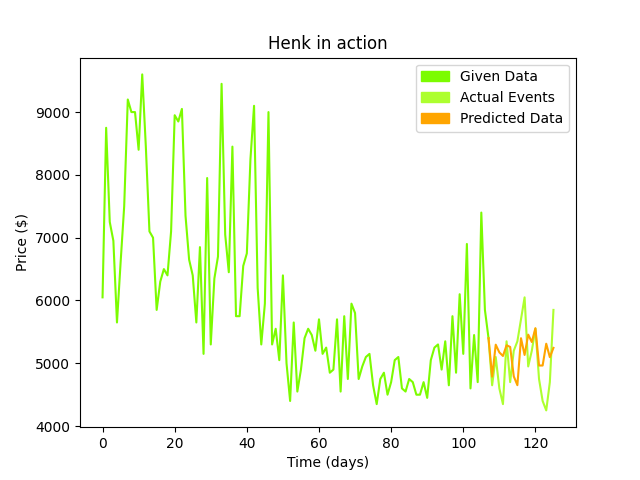 Henk in action
Given Data
Actual Events
Predicted Data
Price ($)
9000
8000
7000
6000
5000
4000
0 20 40 60 80 100 120
Time (days)